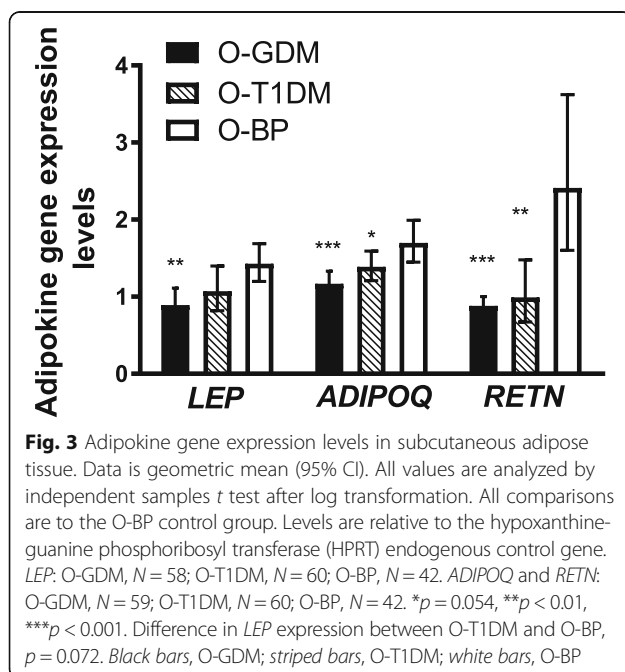 O-GDM
O-T1DM
O-BP
Adipokine gene expression
levels
4
3
2
1
0
**
***
*
***
**
LEP ADIPOQ RETN
Fig. 3 Adipokine gene expression levels in subcutaneous adipose
tissue. Data is geometric mean (95% CI). All values are analyzed by
independent samples t test after log transformation. All comparisons
are to the O-BP control group. Levels are relative to the hypoxanthine-
guanine phosphoribosyl transferase (HPRT) endogenous control gene.
LEP: O-GDM, N = 58; O-T1DM, N = 60; O-BP, N = 42. ADIPOQ and RETN:
O-GDM, N = 59; O-T1DM, N = 60; O-BP, N = 42. *p = 0.054, **p < 0.01,
***p < 0.001. Difference in LEP expression between O-T1DM and O-BP,
p = 0.072. Black bars, O-GDM; striped bars, O-T1DM; white bars, O-BP